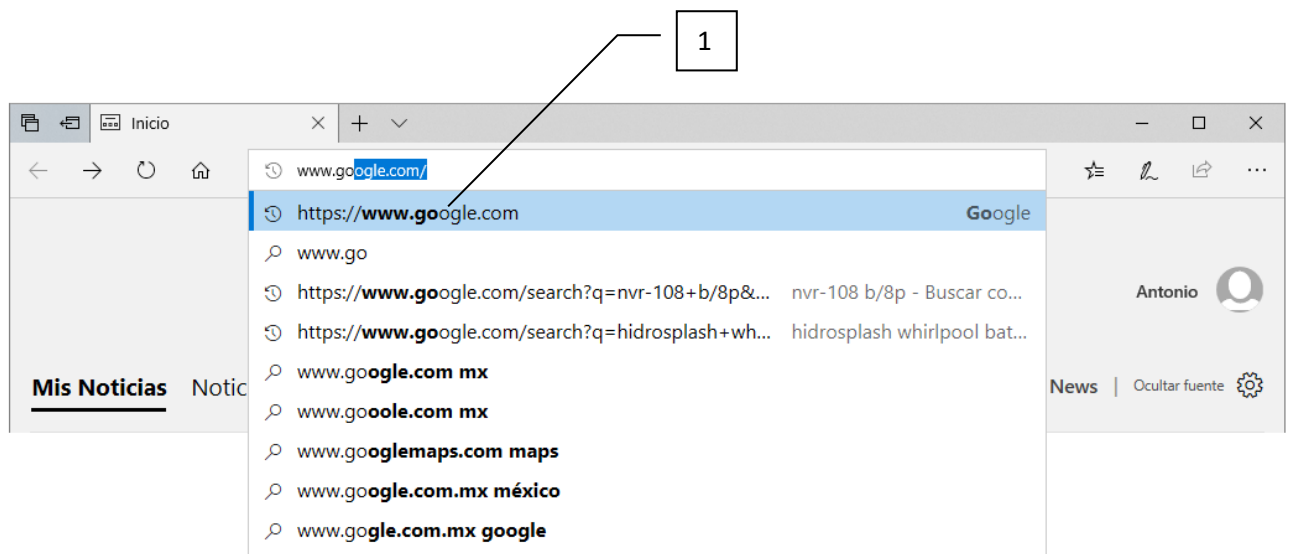 1
Inicio
www.google.com/
https://www.google.com Google
www.go
https://www.google.com/search?q=nvr-108+b/8p&... nvr-108 b/8p - Buscar co...
https://www.google.com/search?q=hidrosplash+wh... hidrosplash whirlpool bat...
Antonio
www.google.com mx
Mis Noticias Notic
News | Ocultar fuente
www.gooole.com mx
www.googlemaps.com maps
www.google.com.mx méxico
www.gogle.com.mx google